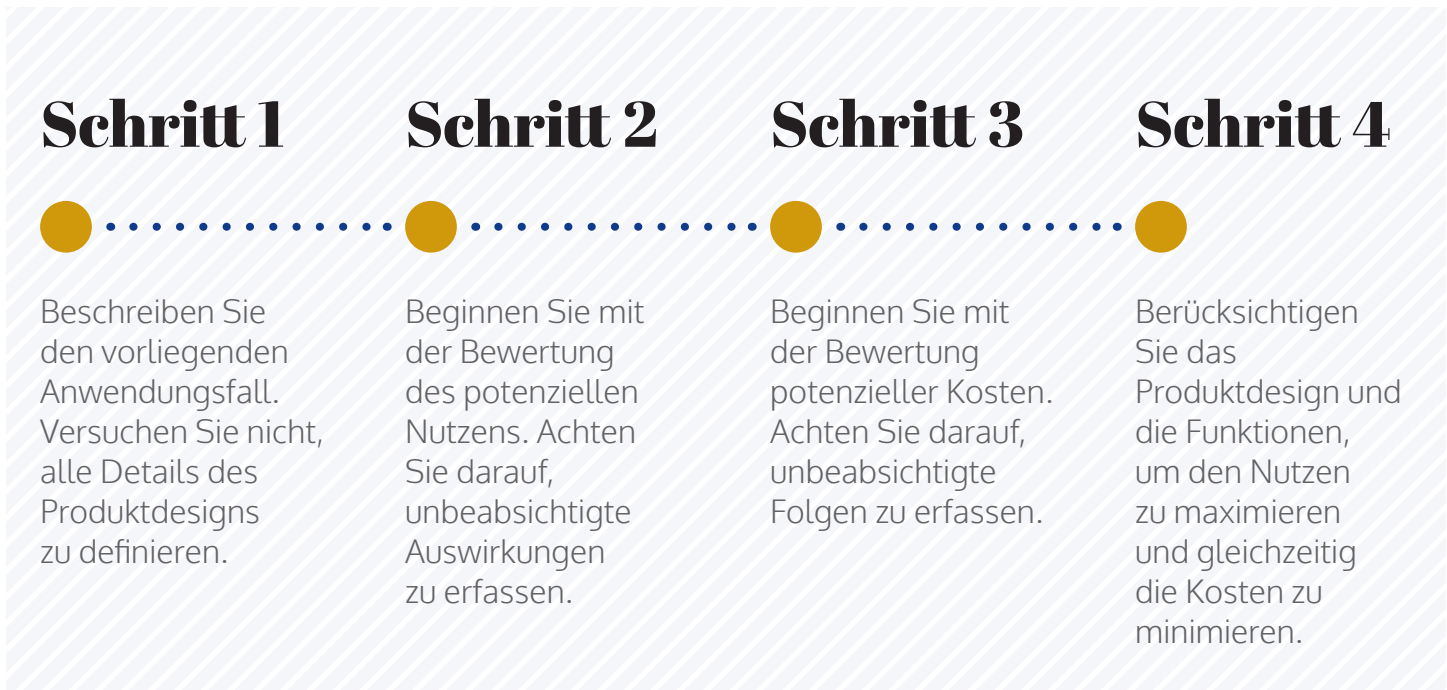 Schritt 1
Beschreiben Sie
den vorliegenden
Anwendungsfall.
Versuchen Sie nicht,
alle Details des
Produktdesigns
zu definieren.
Schritt 2
Beginnen Sie mit
der Bewertung
des potenziellen
Nutzens. Achten
Sie darauf,
unbeabsichtigte
Auswirkungen
zu erfassen.
Schritt 3
Beginnen Sie mit
der Bewertung
potenzieller Kosten.
Achten Sie darauf,
unbeabsichtigte
Folgen zu erfassen.
Schritt 4
Berücksichtigen
Sie das
Produktdesign und
die Funktionen,
um den Nutzen
zu maximieren
und gleichzeitig
die Kosten zu
minimieren.